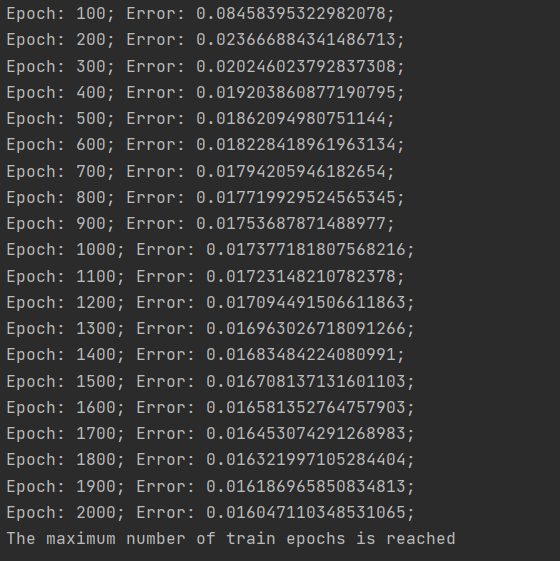 Epoch: 100; Error: 0.08458395322982078;
Epoch: 200; Error: 0.023666884341486713;
Epoch: 300; Error: 0.020246023792837308;
Epoch: 400; Error: 0.019203860877190795;
Epoch: 500; Error: 0.01862094980751144;
Epoch: 600; Error: 0.018228418961963134;
Epoch: 700; Error: 0.01794205946182654;
Epoch: 800; Error: 0.017719929524565345;
Epoch: 900; Error: 0.01753687871488977;
Epoch: 1000; Error: 0.017377181807568216;
Epoch: 1100; Error: 0.01723148210782378;
Epoch: 1200; Error: 0.017094491506611863;
Epoch: 1300; Error: 0.016963026718091266;
Epoch: 1400; Error: 0.01683484224080991;
Epoch: 1500; Error: 0.016708137131601103;
Epoch: 1600; Error: 0.016581352764757903;
Epoch: 1700; Error: 0.016453074291268983;
Epoch: 1800; Error: 0.016321997105284404;
Epoch: 1900; Error: 0.016186965850834813;
Epoch: 2000; Error: 0.016047110348531065;
The maximum number of train epochs is reached